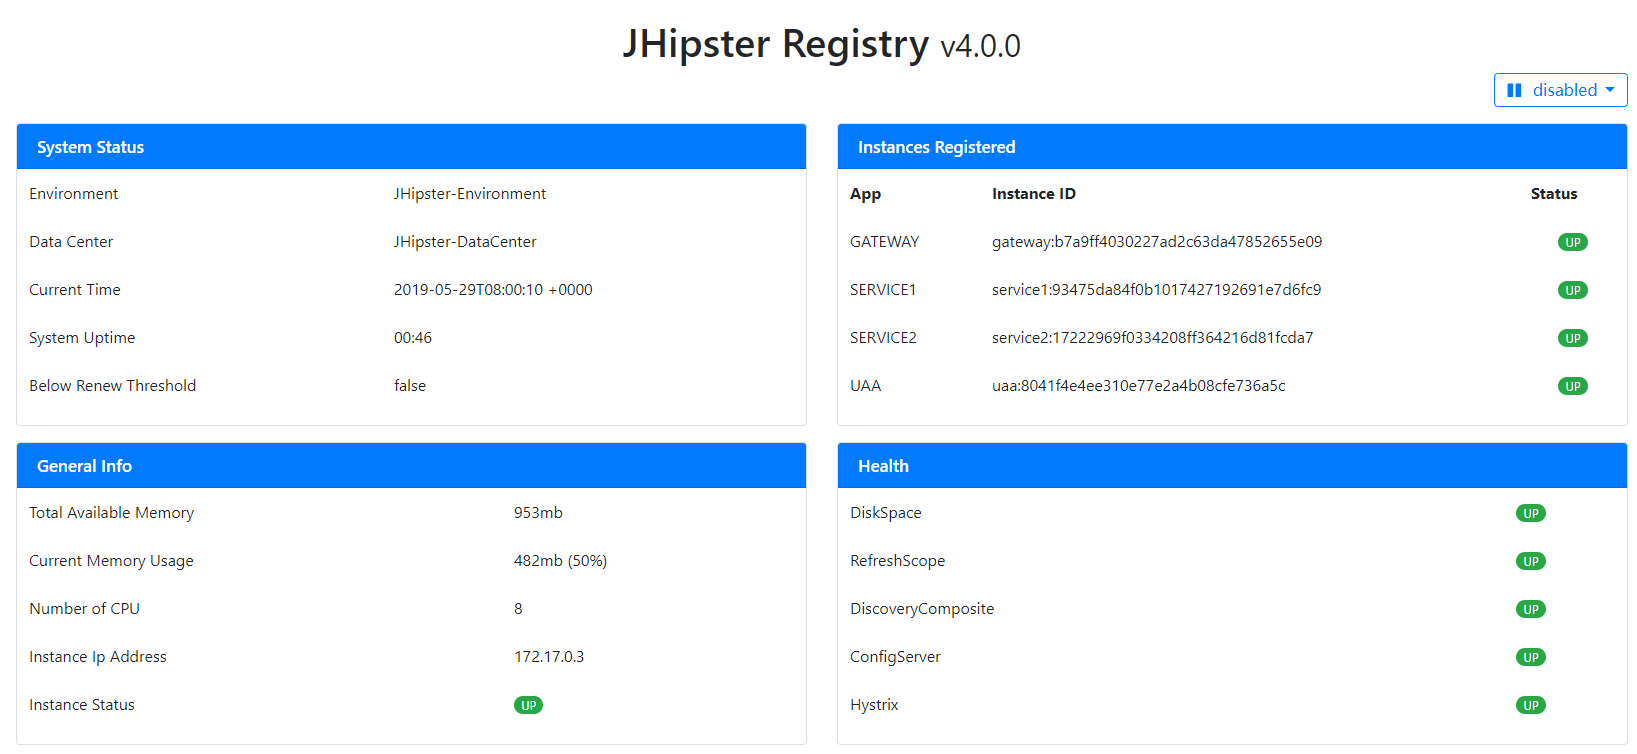 JHipster Registry v4.0.0
disabled
System Status
Environment JHipster-Environment
Data Center JHipster-DataCenter
Current Time 2019-05-29T08:00:10 +0000
System Uptime 00:46
Below Renew Threshold false
Instances Registered
App Instance ID Status
GATEWAY gateway:b7a9ff4030227ad2c63da47852655e09 UP
SERVICE1 service1:93475da84f0b1017427192691e7d6fc9 UP
SERVICE2 service2:17222969f0334208ff364216d81fcda7 UP
UAA uaa:8041f4e4ee310e77e2a4b08cfe736a5c UP
General Info
Total Available Memory 953mb
Current Memory Usage 482mb (50%)
Number of CPU 8
Instance Ip Address 172.17.0.3
Instance Status UP
Health
DiskSpace UP
RefreshScope UP
DiscoveryComposite UP
ConfigServer UP
Hystrix UP